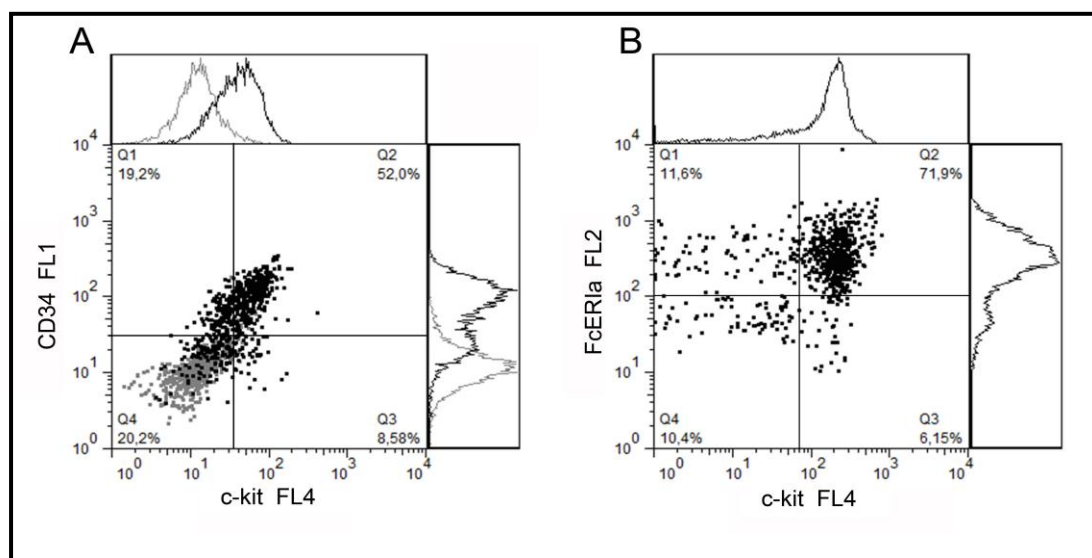 A
10^4
Q1
19,2%
Q2
52,0%
10^3
10^2
10^1
10^0
Q4
20,2%
Q3
8,58%
10^0 10^1 10^2 10^3 10^4
CD34 FL1
c-kit FL4
B
10^4
Q1
11,6%
Q2
71,9%
10^3
10^2
10^1
10^0
Q4
10,4%
Q3
6,15%
10^0 10^1 10^2 10^3 10^4
FcERIa FL2
c-kit FL4